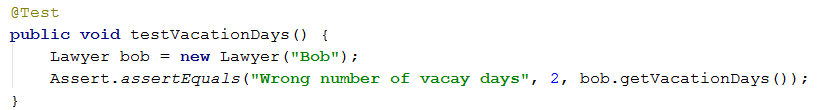 @Test
public void testVacationDays() {
    Lawyer bob = new Lawyer("Bob");
    Assert.assertEquals("Wrong number of vacay days", 2, bob.getVacationDays());
}